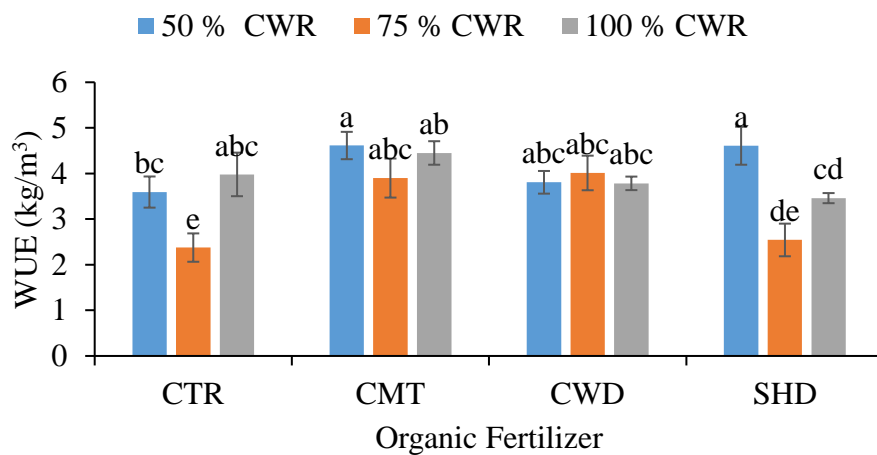 50 % CWR 75 % CWR 100 % CWR
WUE (kg/m³)
6
5
4
3
2
1
0
bc e abc
a abc ab
abc abc abc
a de cd
CTR CMT CWD SHD
Organic Fertilizer